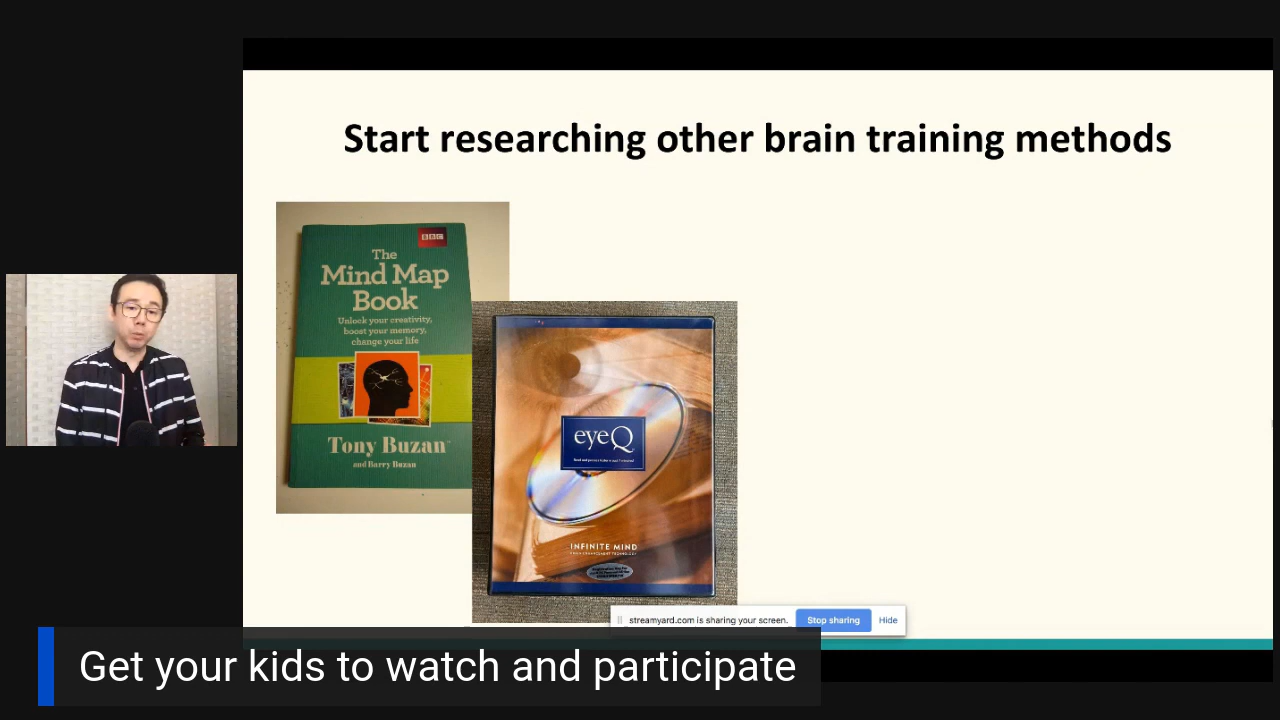 Start researching other brain training methods
BBC
The
Mind Map
Book
Unlock your creativity,
boost your memory,
change your life
Tony Buzan
and Barry Buzan
eyeQ
INFINITE MIND
streamyard.com is sharing your screen.
Stop sharing
Hide
Get your kids to watch and participate